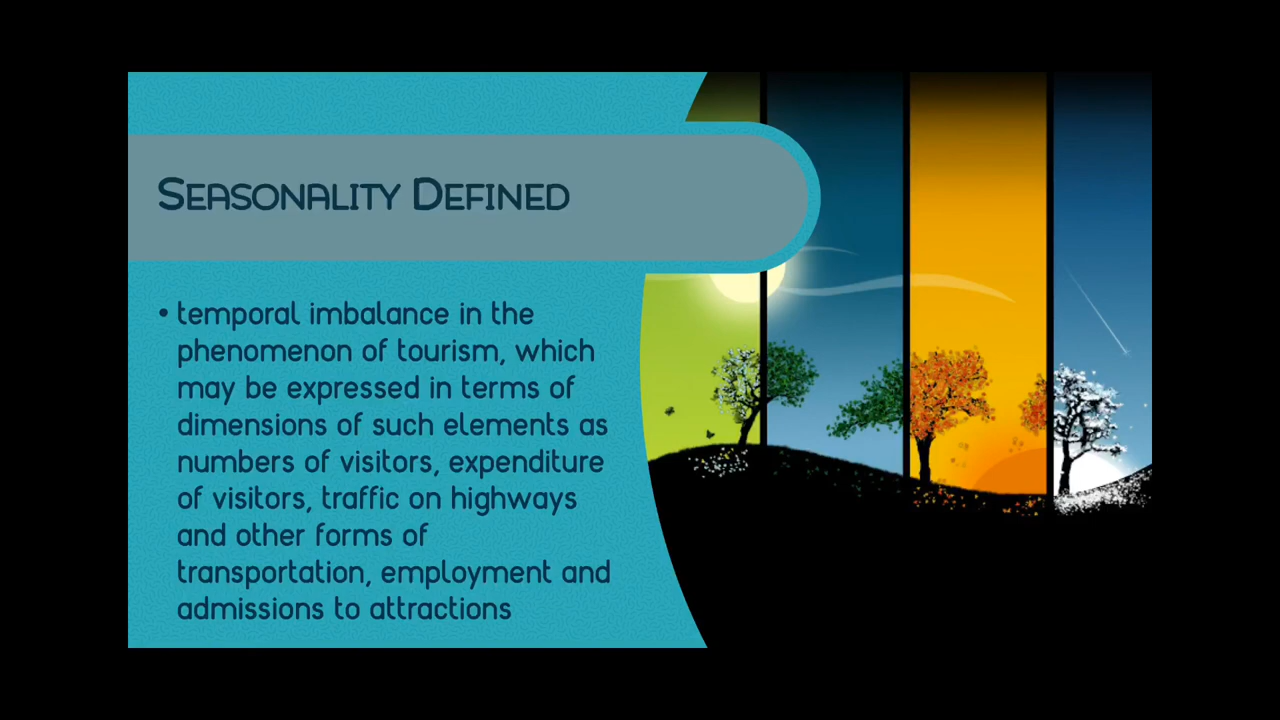 Seasonality Defined
• temporal imbalance in the
phenomenon of tourism, which
may be expressed in terms of
dimensions of such elements as
numbers of visitors, expenditure
of visitors, traffic on highways
and other forms of
transportation, employment and
admissions to attractions